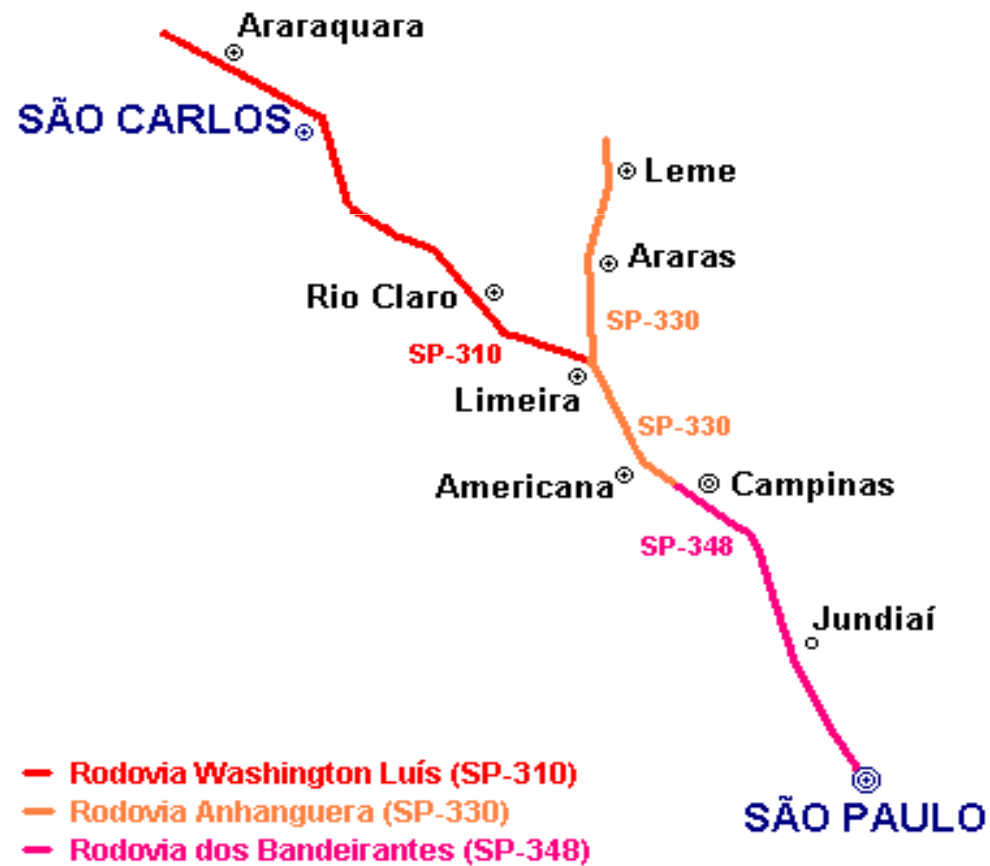 Araraquara
SÃO CARLOS
Leme
Araras
Rio Claro
SP-330
SP-310
Limeira
SP-330
Americana
Campinas
SP-348
Jundiaí
Rodovia Washington Luís (SP-310)
Rodovia Anhanguera (SP-330)
SÃO PAULO
Rodovia dos Bandeirantes (SP-348)